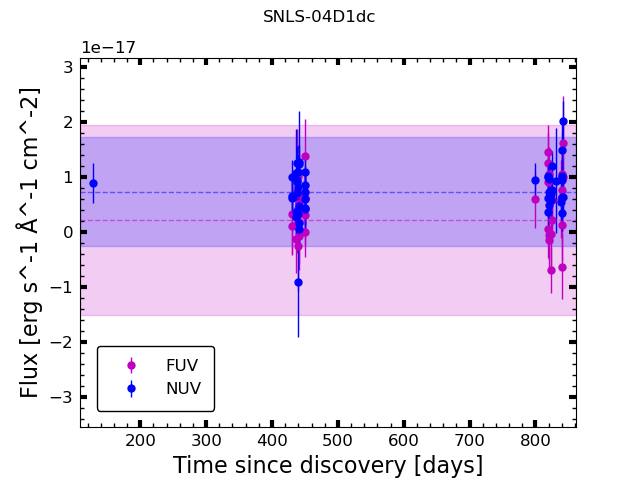 SNLS-04D1dc
1e−17
3
2
1
0
−1
−2
−3
Flux [erg s^-1 Å^-1 cm^-2]
FUV
NUV
200 300 400 500 600 700 800
Time since discovery [days]